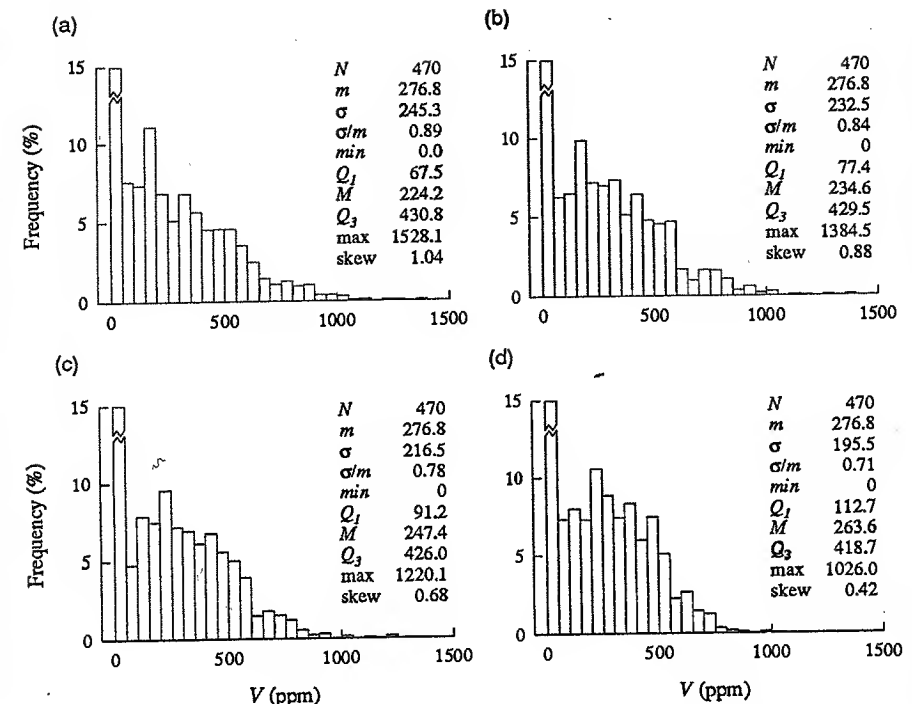 (a)
Frequency (%)
15
10
5
0
0 500 1000 1500
N 470
m 276.8
σ 245.3
σ/m 0.89
min 0.0
Q1 67.5
M 224.2
Q3 430.8
max 1528.1
skew 1.04
(b)
15
10
5
0
0 500 1000 1500
N 470
m 276.8
σ 232.5
σ/m 0.84
min 0
Q1 77.4
M 234.6
Q3 429.5
max 1384.5
skew 0.88
(c)
Frequency (%)
15
10
5
0
0 500 1000 1500
V (ppm)
N 470
m 276.8
σ 216.5
σ/m 0.78
min 0
Q1 91.2
M 247.4
Q3 426.0
max 1220.1
skew 0.68
(d)
15
10
5
0
0 500 1000 1500
V (ppm)
N 470
m 276.8
σ 195.5
σ/m 0.71
min 0
Q1 112.7
M 263.6
Q3 418.7
max 1026.0
skew 0.42